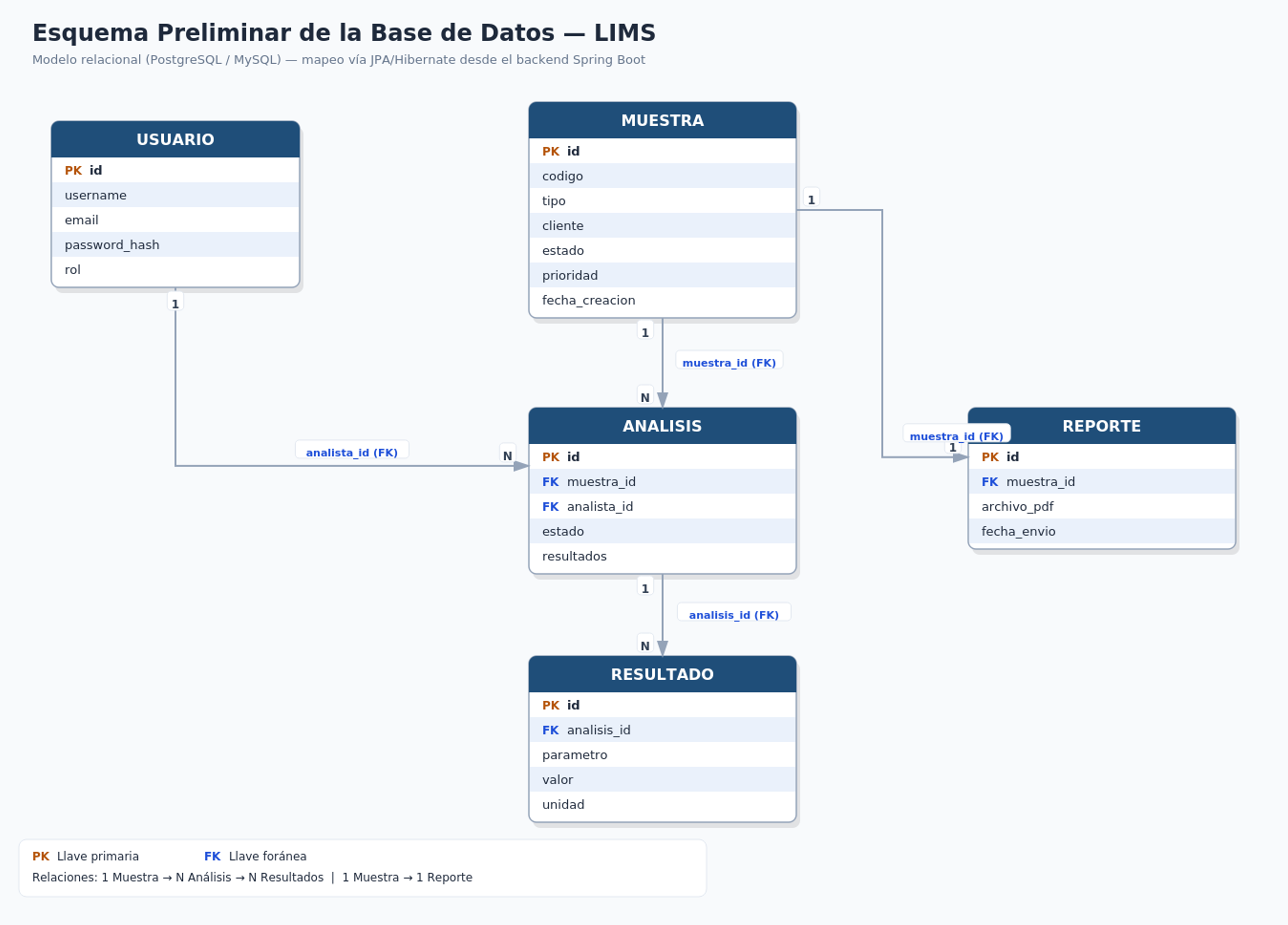 Esquema Preliminar de la Base de Datos — LIMS
Modelo relacional (PostgreSQL / MySQL) — mapeo vía JPA/Hibernate desde el backend Spring Boot
USUARIO
PK id
username
email
password_hash
rol
1
MUESTRA
PK id
codigo
tipo
cliente
estado
prioridad
fecha_creacion
1
1
muestra_id (FK)
N
analista_id (FK)
N
ANALISIS
PK id
FK muestra_id
FK analista_id
estado
resultados
muestra_id (FK)
1
REPORTE
PK id
FK muestra_id
archivo_pdf
fecha_envio
1
analisis_id (FK)
N
RESULTADO
PK id
FK analisis_id
parametro
valor
unidad
PK Llave primaria FK Llave foránea
Relaciones: 1 Muestra → N Análisis → N Resultados | 1 Muestra → 1 Reporte